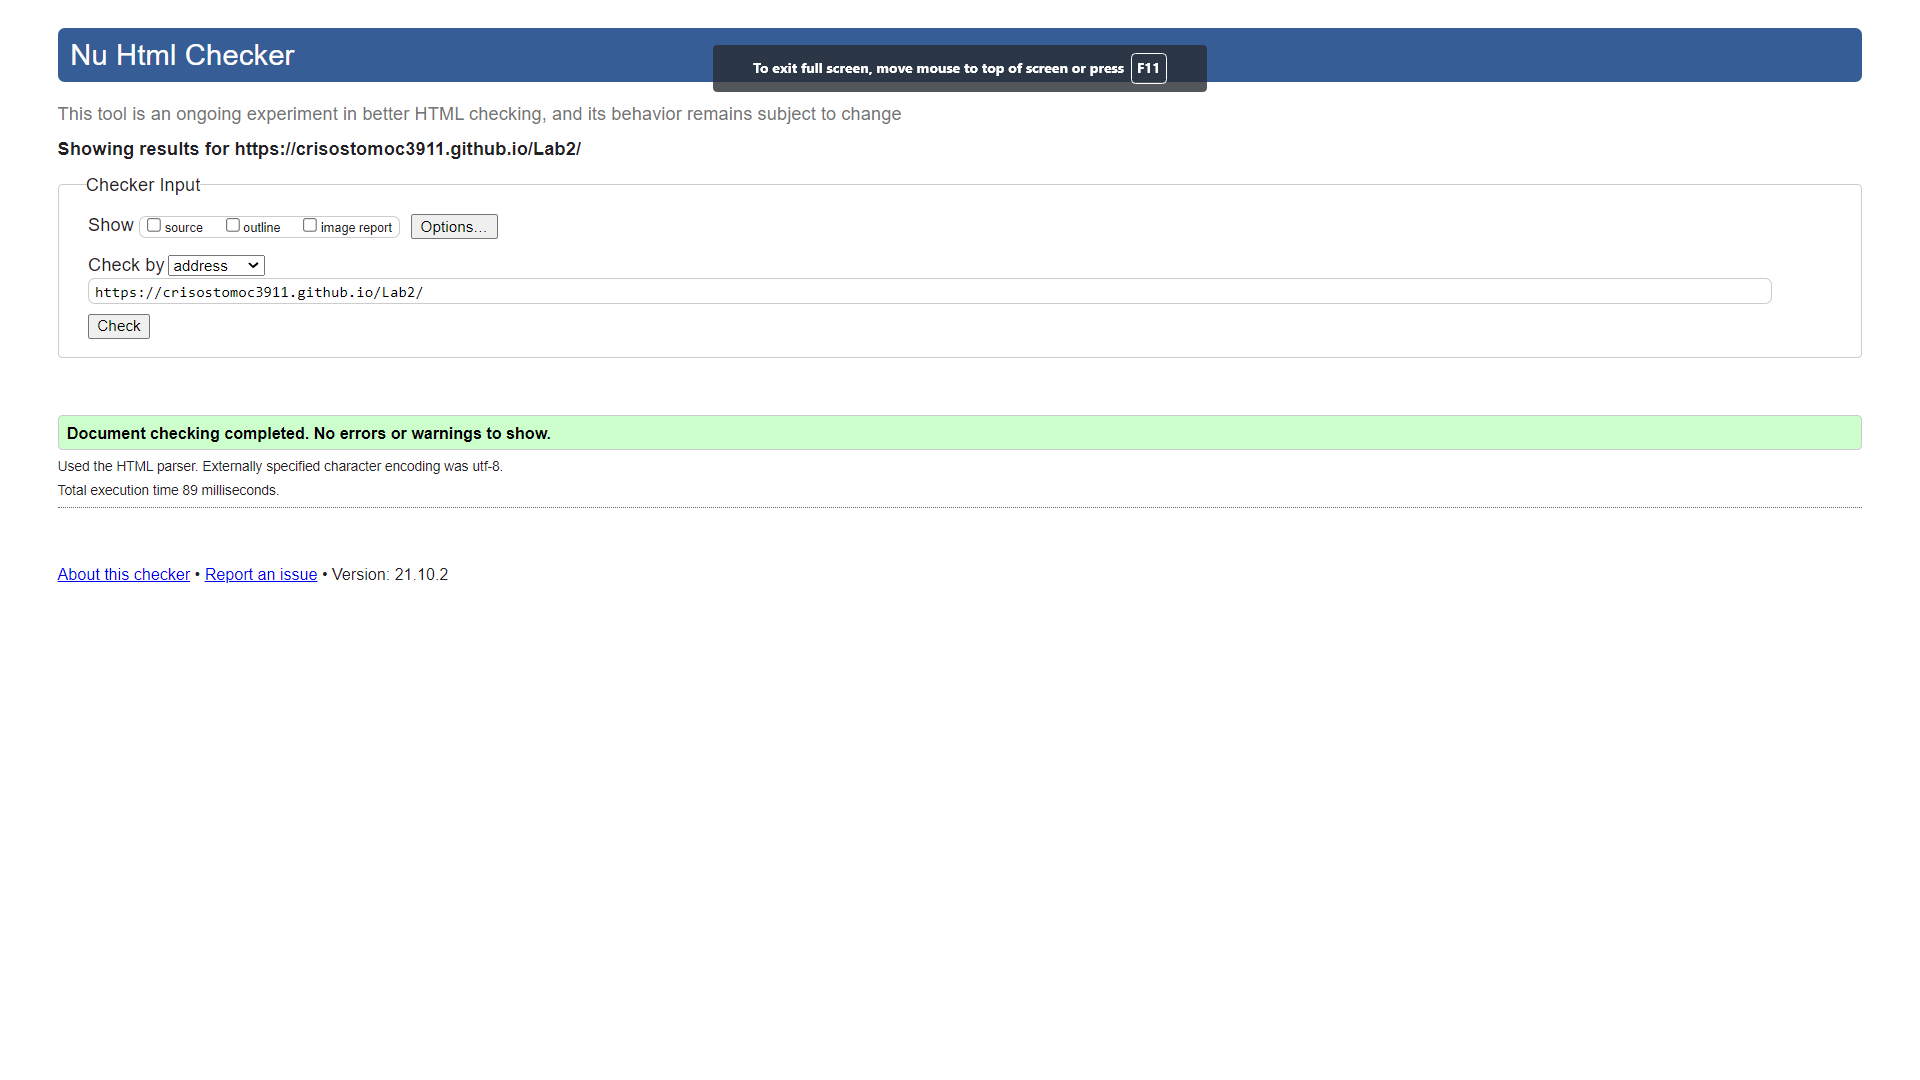 Nu Html Checker
To exit full screen, move mouse to top of screen or press F11
This tool is an ongoing experiment in better HTML checking, and its behavior remains subject to change
Showing results for https://crisostomoc3911.github.io/Lab2/
Checker Input
Show source outline image report Options...
Check by address
https://crisostomoc3911.github.io/Lab2/
Check
Document checking completed. No errors or warnings to show.
Used the HTML parser. Externally specified character encoding was utf-8.
Total execution time 89 milliseconds.
About this checker • Report an issue • Version: 21.10.2